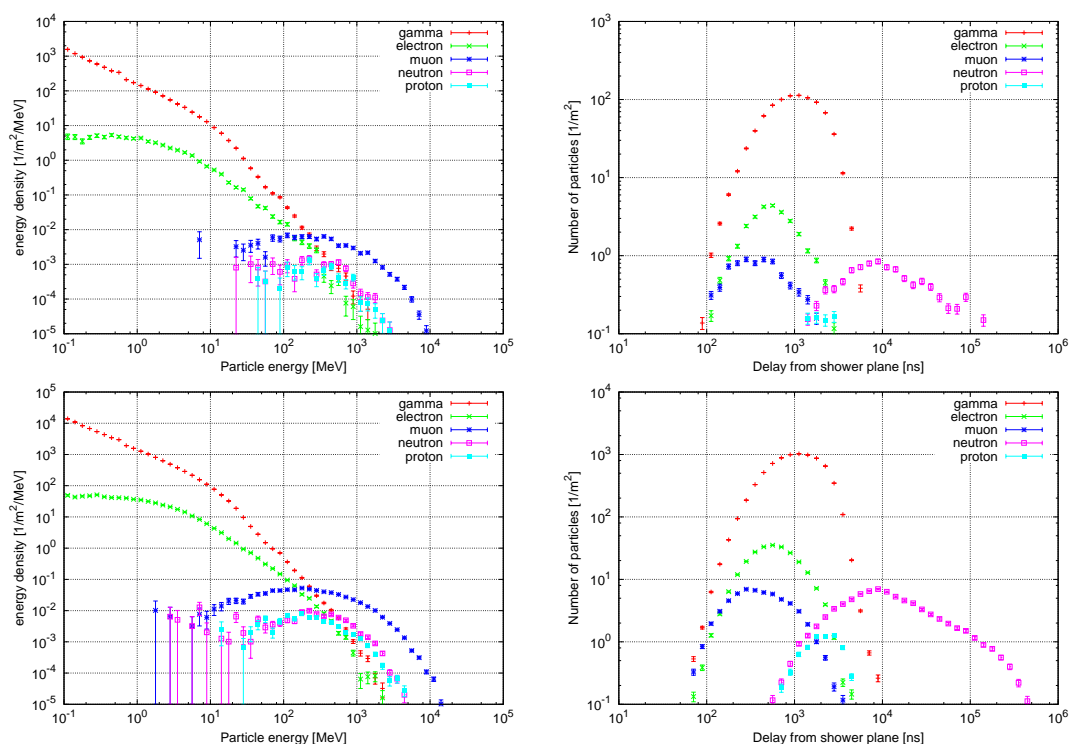 10^4
10^3
10^2
10^1
10^0
10^-1
10^-2
10^-3
10^-4
10^-5
energy density [1/m^2/MeV]
gamma
electron
muon
neutron
proton
10^-1 10^0 10^1 10^2 10^3 10^4 10^5
Particle energy [MeV]
10^3
10^2
10^1
10^0
10^-1
Number of particles [1/m^2]
gamma
electron
muon
neutron
proton
10^1 10^2 10^3 10^4 10^5 10^6
Delay from shower plane [ns]
10^5
10^4
10^3
10^2
10^1
10^0
10^-1
10^-2
10^-3
10^-4
10^-5
energy density [1/m^2/MeV]
gamma
electron
muon
neutron
proton
10^-1 10^0 10^1 10^2 10^3 10^4 10^5
Particle energy [MeV]
10^4
10^3
10^2
10^1
10^0
10^-1
Number of particles [1/m^2]
gamma
electron
muon
neutron
proton
10^1 10^2 10^3 10^4 10^5 10^6
Delay from shower plane [ns]